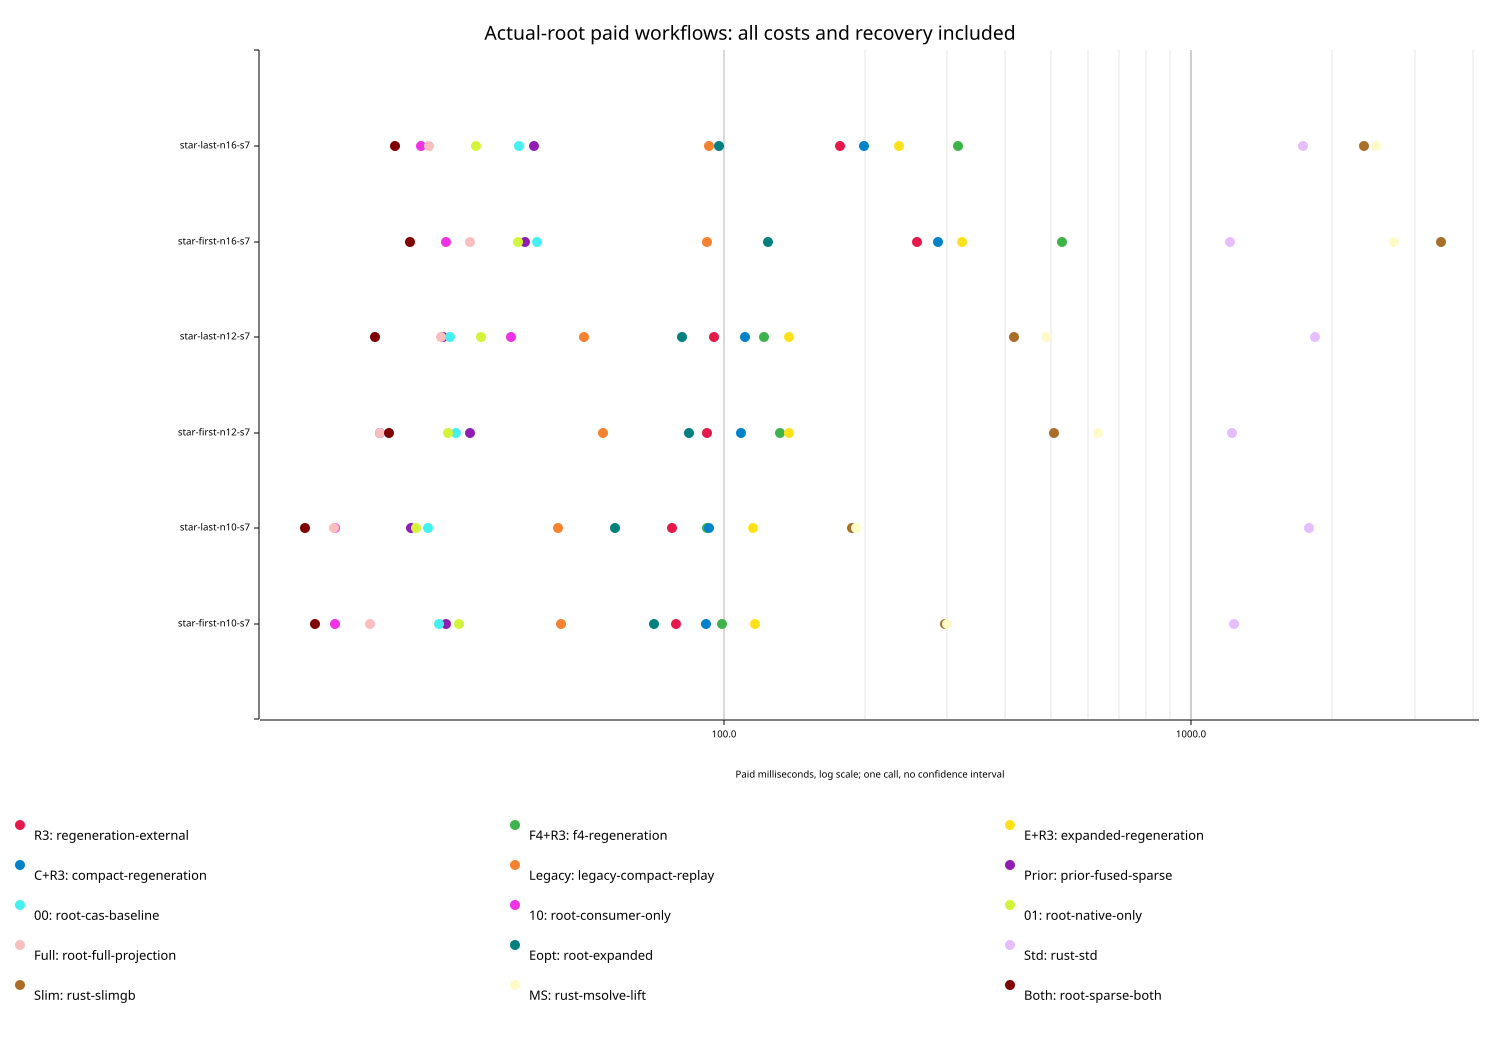 Actual-root paid workflows: all costs and recovery included
star-last-n16-s7
star-first-n16-s7
star-last-n12-s7
star-first-n12-s7
star-last-n10-s7
star-first-n10-s7
100.0 1000.0
Paid milliseconds, log scale; one call, no confidence interval
R3: regeneration-external F4+R3: f4-regeneration E+R3: expanded-regeneration
C+R3: compact-regeneration Legacy: legacy-compact-replay Prior: prior-fused-sparse
00: root-cas-baseline 10: root-consumer-only 01: root-native-only
Full: root-full-projection Eopt: root-expanded Std: rust-std
Slim: rust-slimgb MS: rust-msolve-lift Both: root-sparse-both